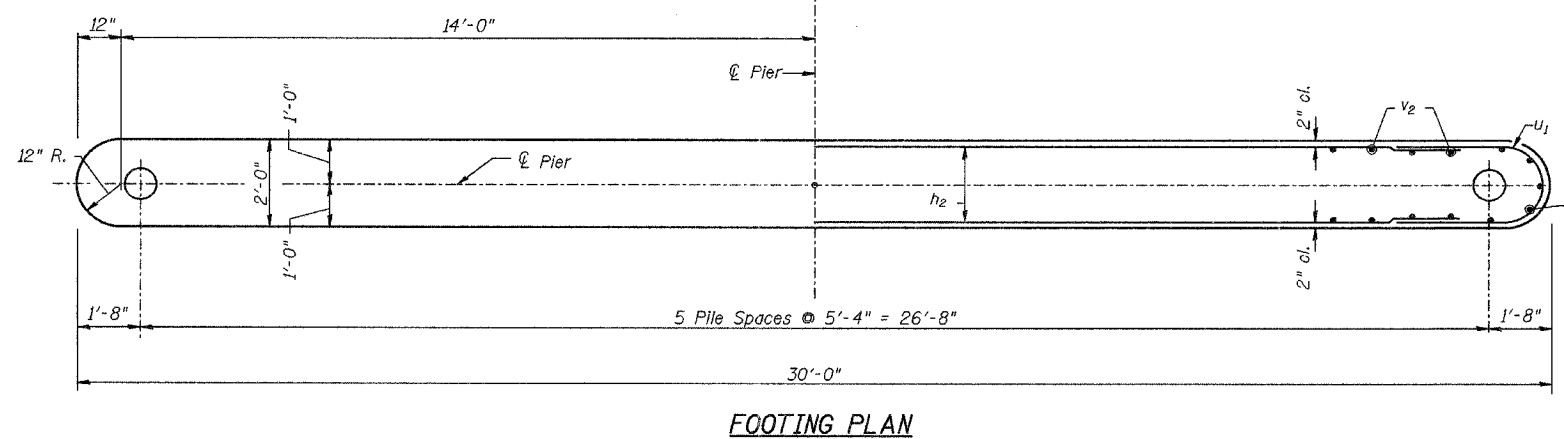 12"
14'-0"
℄ Pier
1'-0"
2" cl.
v2
u1
12" R.
℄ Pier
2'-0"
h2
1'-0"
2" cl.
1'-8"
5 Pile Spaces @ 5'-4" = 26'-8"
1'-8"
30'-0"
FOOTING PLAN